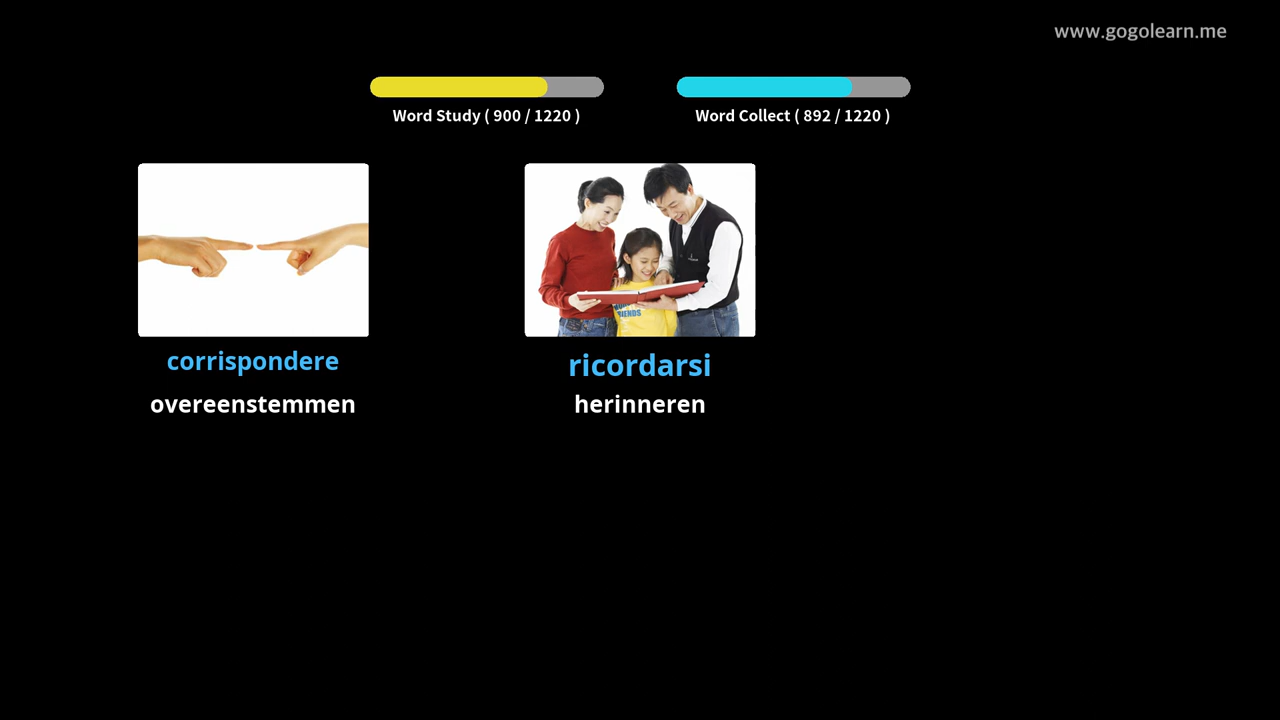 www.gogolearn.me
Word Study ( 900 / 1220 )
Word Collect ( 892 / 1220 )
corrispondere
ricordarsi
overeenstemmen
herinneren